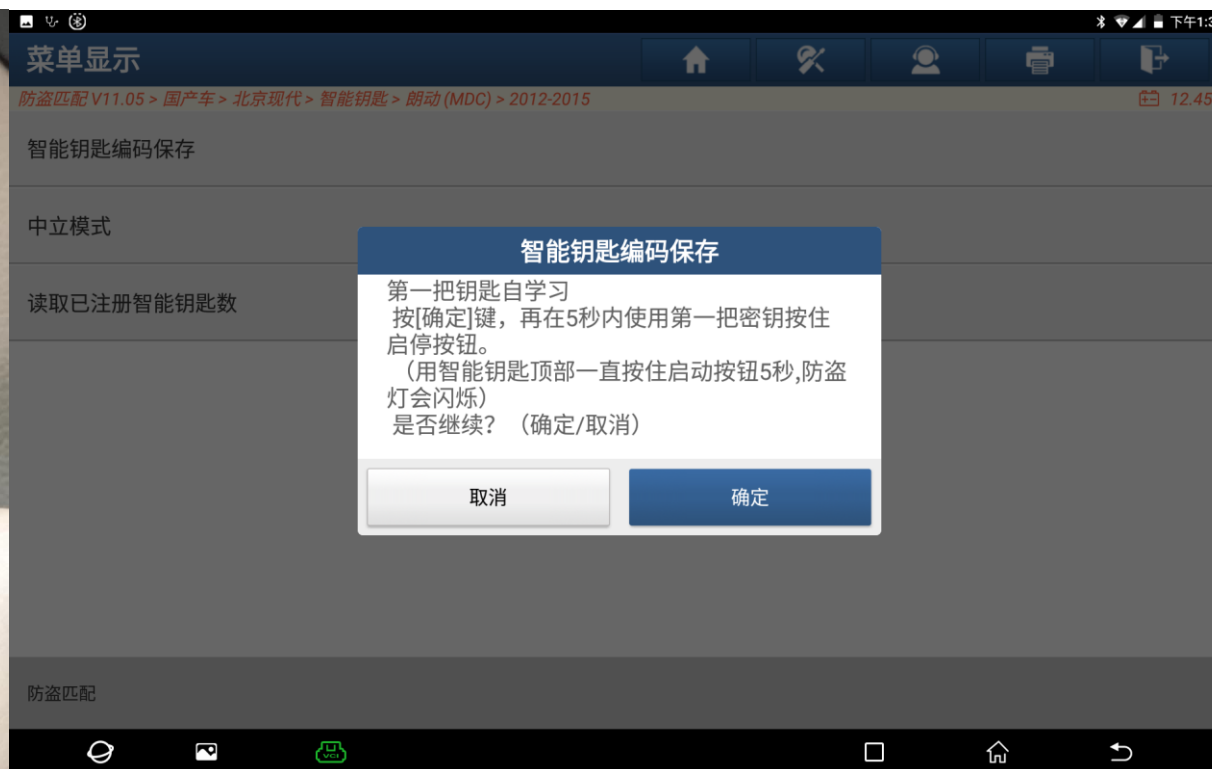 下午1:3
菜单显示
防盗匹配 V11.05 > 国产车 > 北京现代 > 智能钥匙 > 朗动 (MDC) > 2012-2015
12.45
智能钥匙编码保存
中立模式
读取已注册智能钥匙数
智能钥匙编码保存
第一把钥匙自学习
按[确定]键，再在5秒内使用第一把密钥按住
启停按钮。
（用智能钥匙顶部一直按住启动按钮5秒,防盗
灯会闪烁）
是否继续？（确定/取消）
取消
确定
防盗匹配
VCI